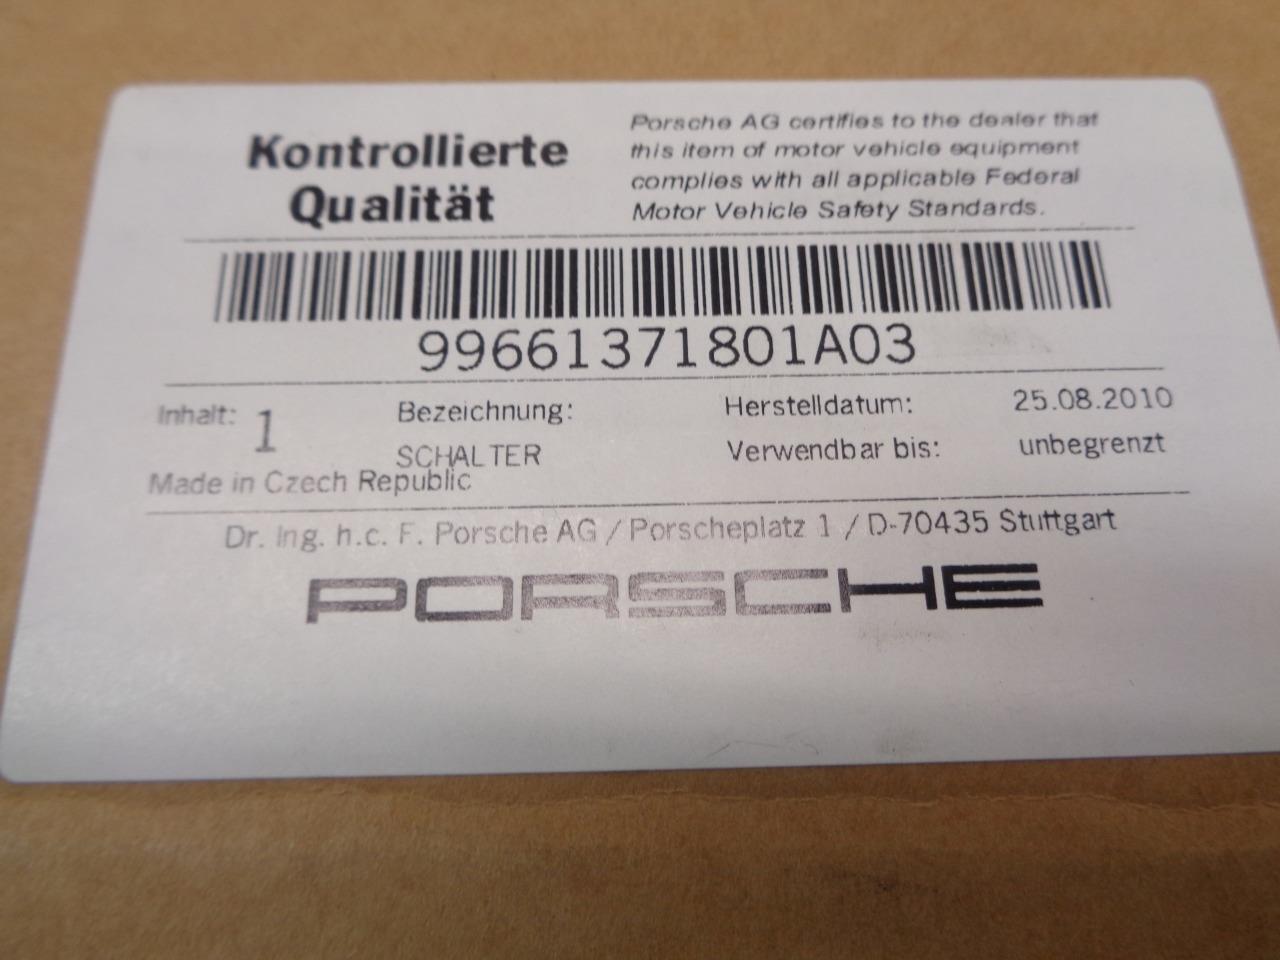 Kontrollierte
Qualität
Porsche AG certifies to the dealer that
this item of motor vehicle equipment
complies with all applicable Federal
Motor Vehicle Safety Standards.
99661371801A03
Inhalt: 1
Bezeichnung:
SCHALTER
Herstelldatum: 25.08.2010
Verwendbar bis: unbegrenzt
Made in Czech Republic
Dr. Ing. h.c. F. Porsche AG / Porscheplatz 1 / D-70435 Stuttgart
PORSCHE